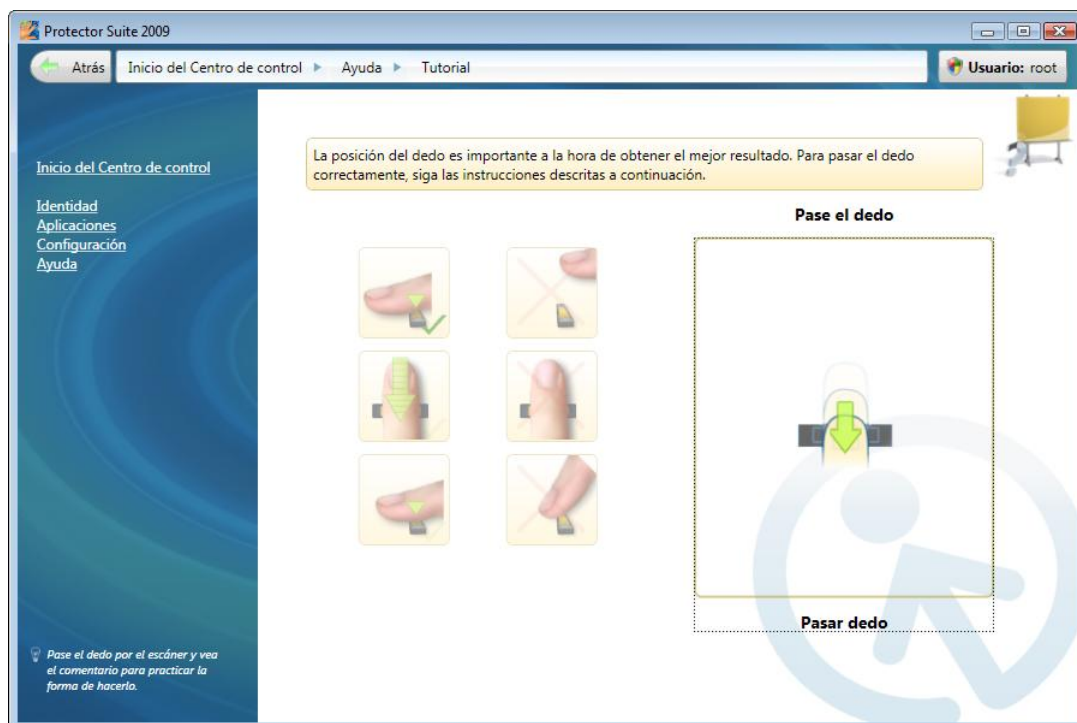 Protector Suite 2009
Atrás
Inicio del Centro de control
Ayuda
Tutorial
Usuario: root
Inicio del Centro de control
Identidad
Aplicaciones
Configuración
Ayuda
La posición del dedo es importante a la hora de obtener el mejor resultado. Para pasar el dedo
correctamente, siga las instrucciones descritas a continuación.
Pase el dedo
Pasar dedo
Pase el dedo por el escáner y vea
el comentario para practicar la
forma de hacerlo.